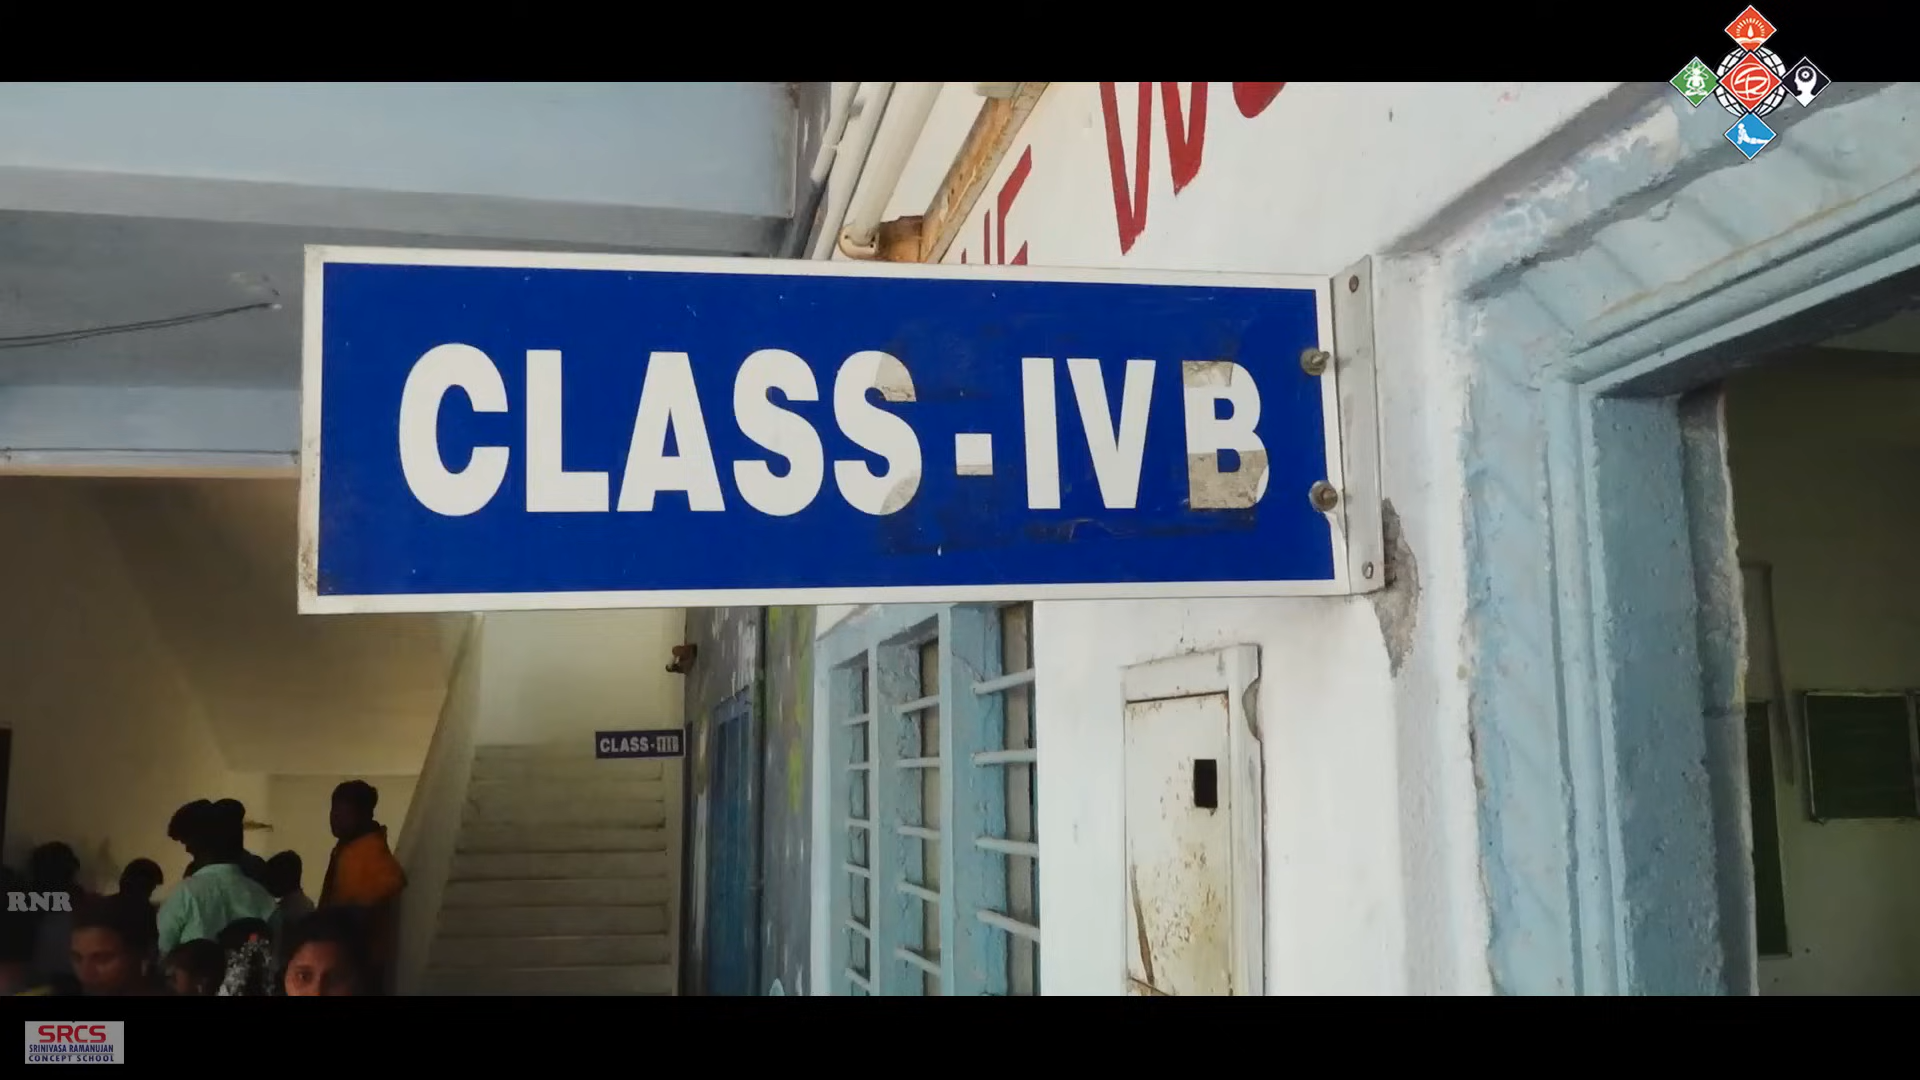 CLASS - IV B
CLASS - III B
RNR
SRCS
SRINIVASA RAMANUJAN
CONCEPT SCHOOL